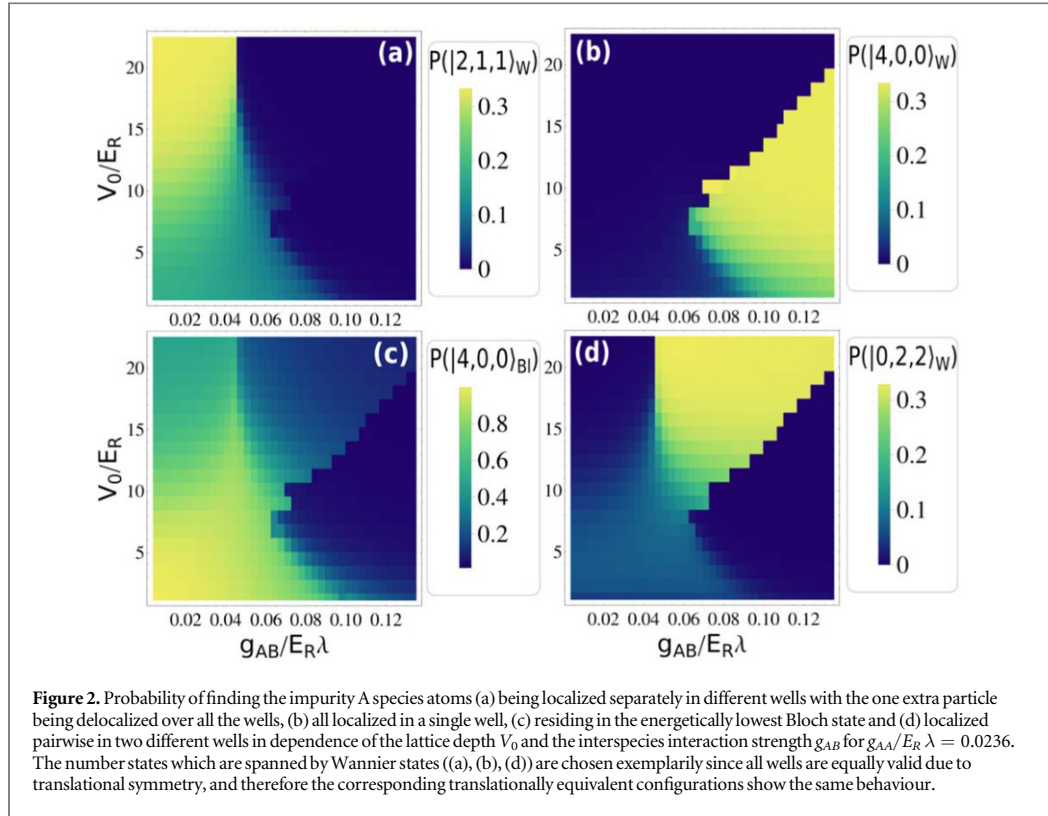 (a)
P(|2,1,1⟩W)
0.3
0.2
0.1
0
V0/ER
20
15
10
5
0.02 0.04 0.06 0.08 0.10 0.12
(b)
P(|4,0,0⟩W)
0.3
0.2
0.1
0
20
15
10
5
0.02 0.04 0.06 0.08 0.10 0.12
(c)
P(|4,0,0⟩Bl)
0.8
0.6
0.4
0.2
V0/ER
20
15
10
5
0.02 0.04 0.06 0.08 0.10 0.12
gAB/ERλ
(d)
P(|0,2,2⟩W)
0.3
0.2
0.1
0
20
15
10
5
0.02 0.04 0.06 0.08 0.10 0.12
gAB/ERλ
Figure 2. Probability of finding the impurity A species atoms (a) being localized separately in different wells with the one extra particle
being delocalized over all the wells, (b) all localized in a single well, (c) residing in the energetically lowest Bloch state and (d) localized
pairwise in two different wells in dependence of the lattice depth V0 and the interspecies interaction strength gAB for gAA/ER λ = 0.0236.
The number states which are spanned by Wannier states ((a), (b), (d)) are chosen exemplarily since all wells are equally valid due to
translational symmetry, and therefore the corresponding translationally equivalent configurations show the same behaviour.